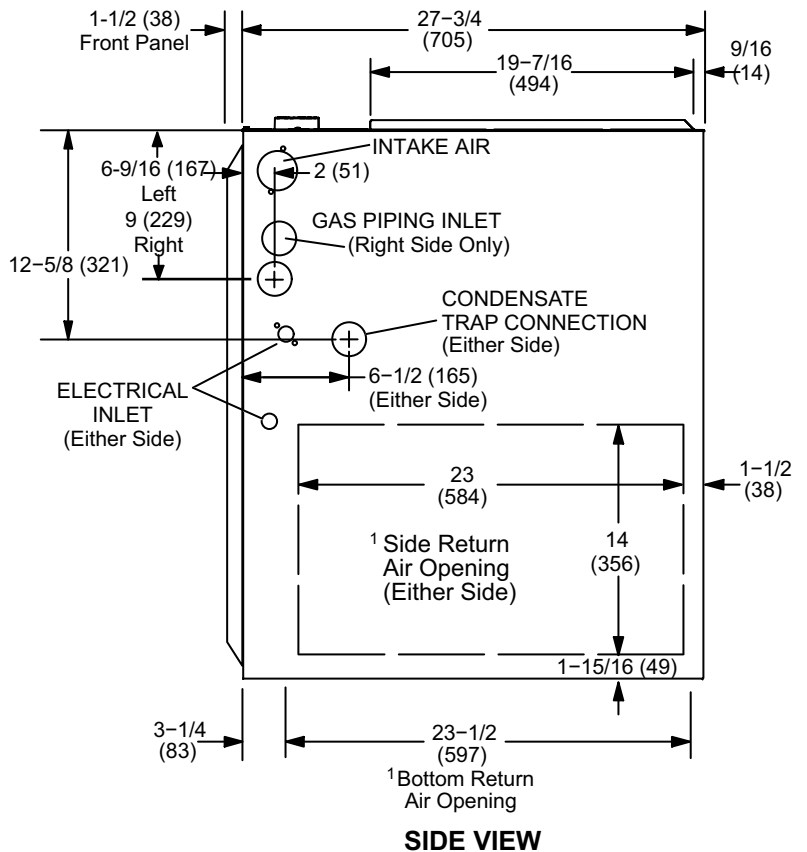 1-1/2 (38)
Front Panel
27−3/4
(705)
19−7/16
(494)
9/16
(14)
INTAKE AIR
6-9/16 (167)
Left
2 (51)
9 (229)
Right
GAS PIPING INLET
(Right Side Only)
12−5/8 (321)
CONDENSATE
TRAP CONNECTION
(Either Side)
6−1/2 (165)
(Either Side)
ELECTRICAL
INLET
(Either Side)
23
(584)
1−1/2
(38)
14
(356)
1 Side Return
Air Opening
(Either Side)
1−15/16 (49)
3−1/4
(83)
23−1/2
(597)
1 Bottom Return
Air Opening
SIDE VIEW